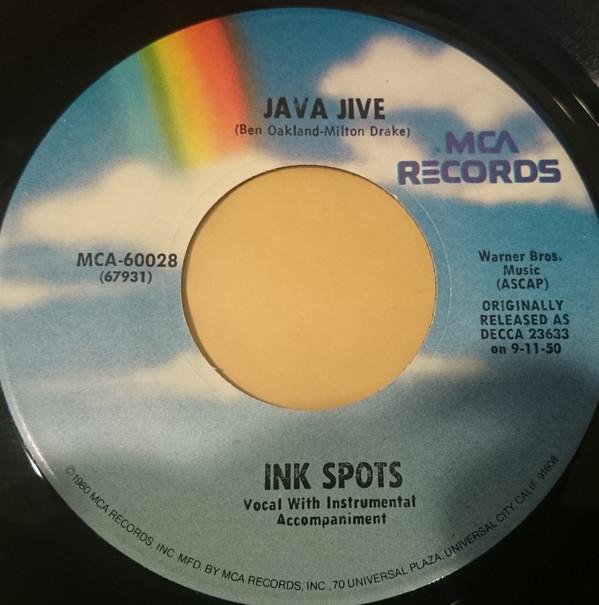 JAVA JIVE
(Ben Oakland-Milton Drake)
MCA
RECORDS
MCA-60028
(67931)
Warner Bros.
Music
(ASCAP)
ORIGINALLY
RELEASED AS
DECCA 23633
on 9-11-50
INK SPOTS
Vocal With Instrumental
Accompaniment
©1980 MCA RECORDS, INC. MFD. BY MCA RECORDS, INC., 70 UNIVERSAL PLAZA, UNIVERSAL CITY, CALIF. 91608